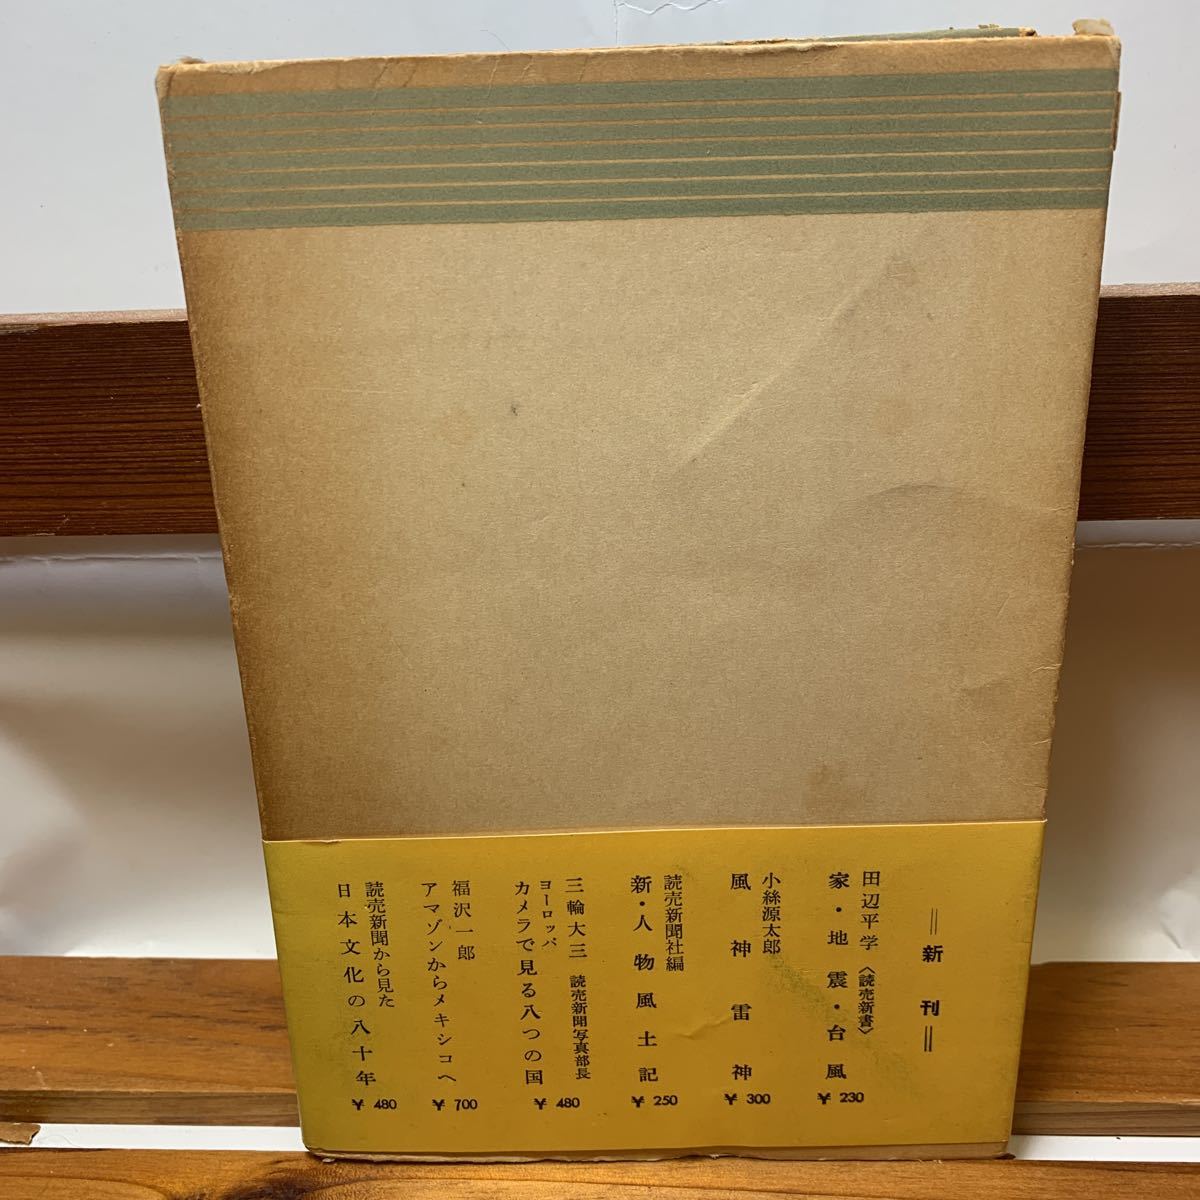 ＝新刊＝
田辺平学〈読売新書〉
家・地震・台風
￥230
小絲源太郎
風神雷神
￥300
読売新聞社編
新・人物風土記
￥250
三輪大三 読売新聞写真部長
ヨーロッパ
カメラで見る八つの国
￥480
福沢一郎
アマゾンからメキシコへ
￥700
読売新聞から見た
日本文化の八十年
￥480